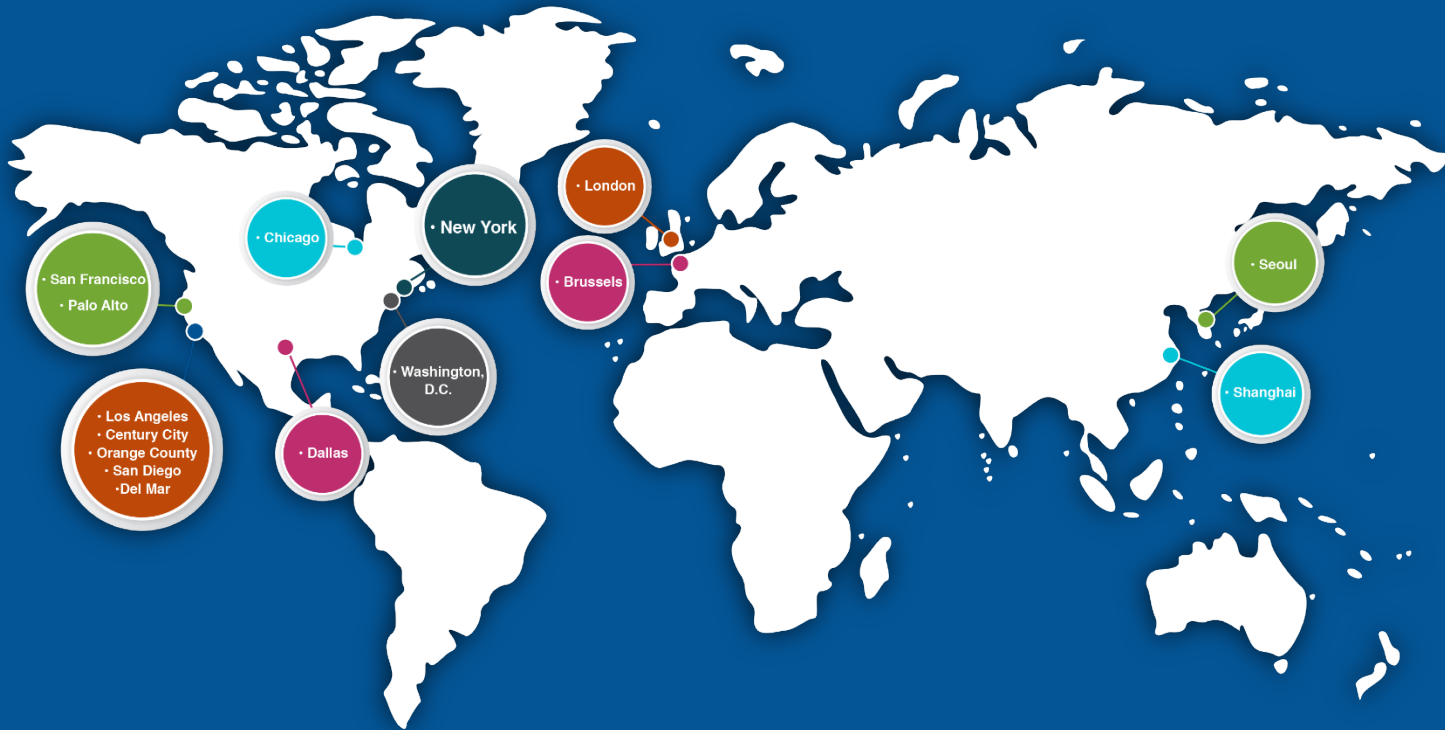 • San Francisco
• Palo Alto
• Los Angeles
• Century City
• Orange County
• San Diego
•Del Mar
• Chicago
• New York
• Washington,
D.C.
• Dallas
• London
• Brussels
• Seoul
• Shanghai